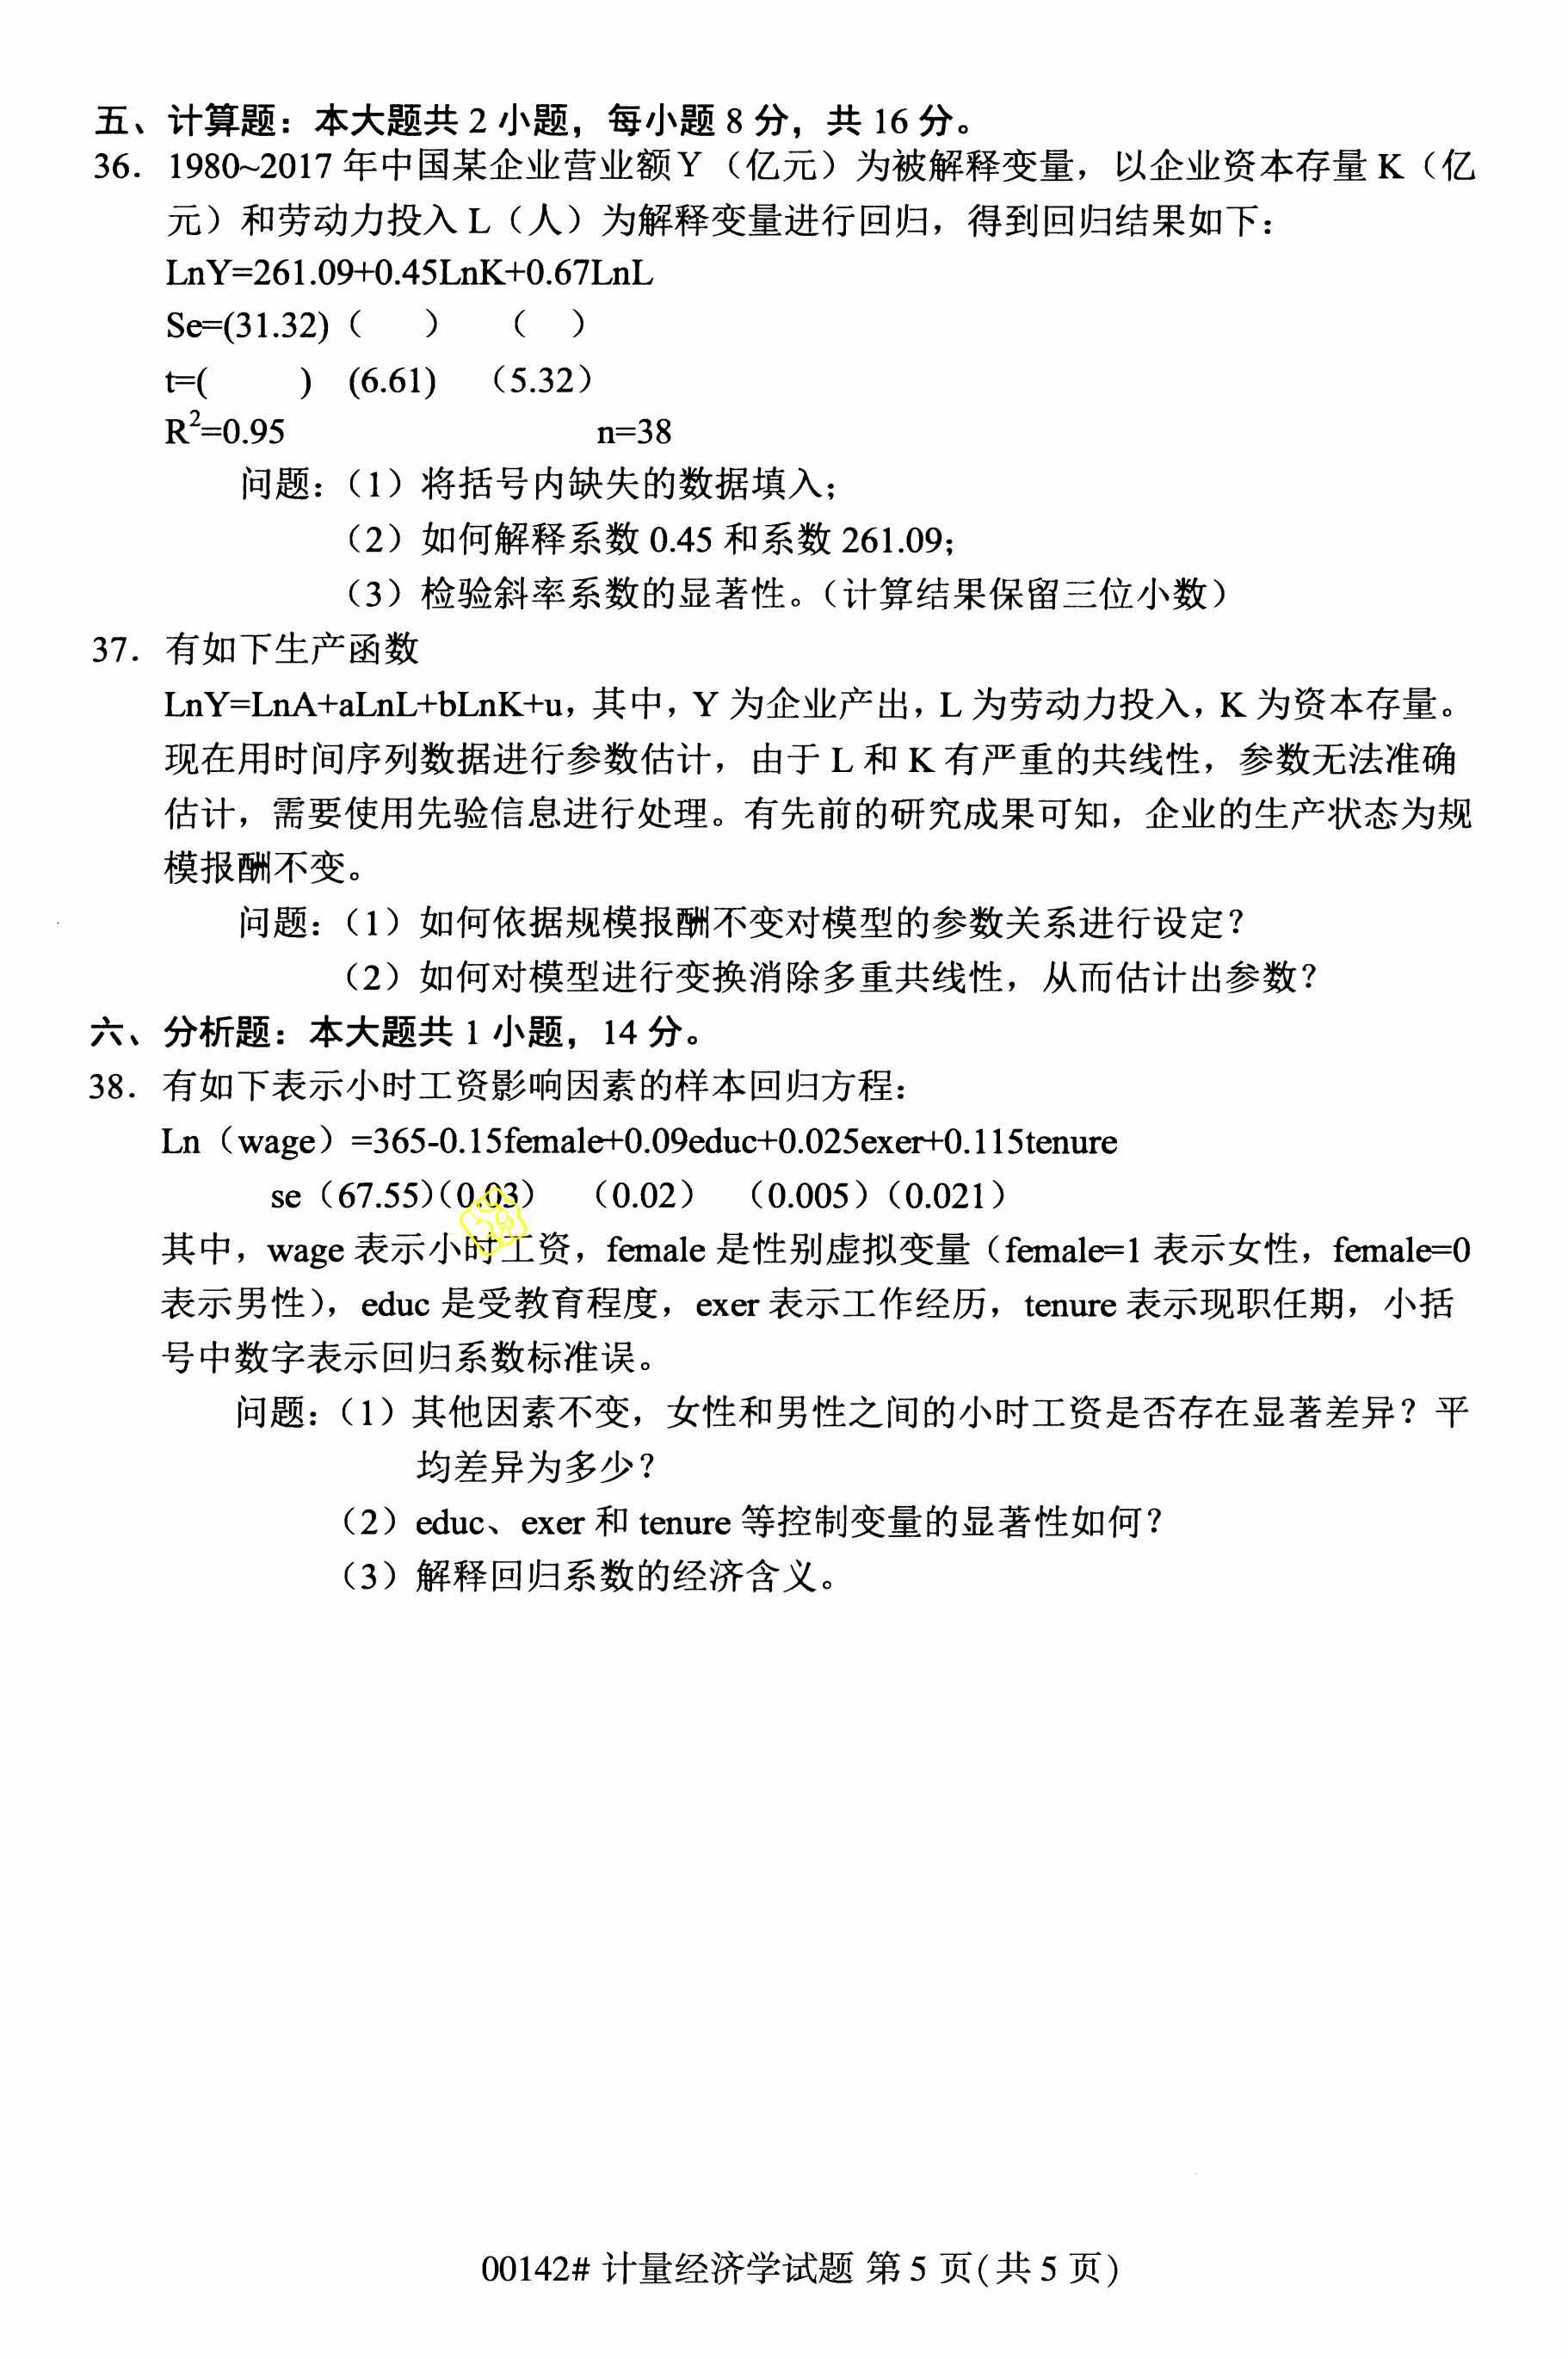 五、计算题：本大题共 2 小题，每小题 8 分，共 16 分。
36. 1980~2017 年中国某企业营业额Y（亿元）为被解释变量，以企业资本存量 K（亿
元）和劳动力投入 L（人）为解释变量进行回归，得到回归结果如下：
LnY=261.09+0.45LnK+0.67LnL
Se=(31.32)（　　）　（　）
t=(　　)　(6.61)　（5.32）
R²=0.95　　　　n=38
问题：（1）将括号内缺失的数据填入；
（2）如何解释系数 0.45 和系数 261.09；
（3）检验斜率系数的显著性。（计算结果保留三位小数）
37. 有如下生产函数
LnY=LnA+aLnL+bLnK+u，其中，Y 为企业产出，L 为劳动力投入，K 为资本存量。
现在用时间序列数据进行参数估计，由于 L 和 K 有严重的共线性，参数无法准确
估计，需要使用先验信息进行处理。有先前的研究成果可知，企业的生产状态为规
模报酬不变。
问题：（1）如何依据规模报酬不变对模型的参数关系进行设定？
（2）如何对模型进行变换消除多重共线性，从而估计出参数？
六、分析题：本大题共 1 小题，14 分。
38. 有如下表示小时工资影响因素的样本回归方程：
Ln（wage）=365-0.15female+0.09educ+0.025exer+0.115tenure
se（67.55）(0.03）　（0.02）　（0.005）（0.021）
其中，wage 表示小时工资，female 是性别虚拟变量（female=1 表示女性，female=0
表示男性），educ 是受教育程度，exer 表示工作经历，tenure 表示现职任期，小括
号中数字表示回归系数标准误。
问题：（1）其他因素不变，女性和男性之间的小时工资是否存在显著差异？平
均差异为多少？
（2）educ、exer 和 tenure 等控制变量的显著性如何？
（3）解释回归系数的经济含义。
00142# 计量经济学试题 第 5 页(共 5 页)